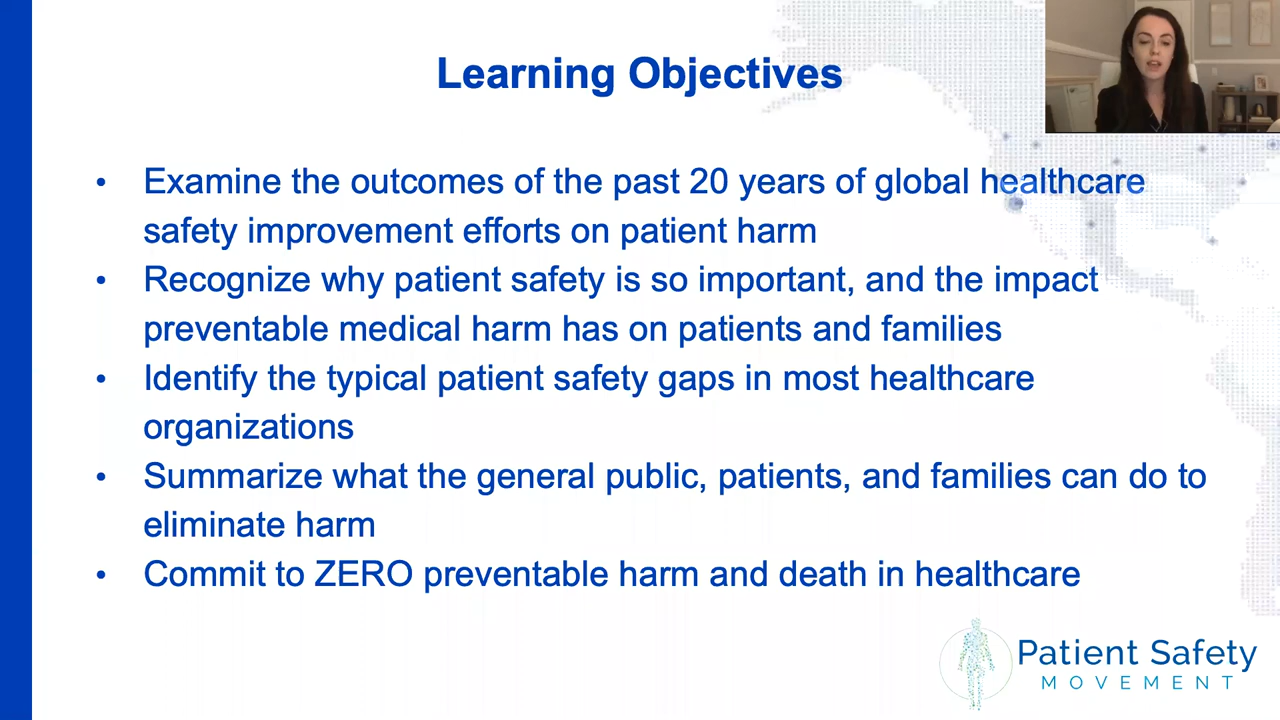 Learning Objectives
• Examine the outcomes of the past 20 years of global healthcare
safety improvement efforts on patient harm
• Recognize why patient safety is so important, and the impact
preventable medical harm has on patients and families
• Identify the typical patient safety gaps in most healthcare
organizations
• Summarize what the general public, patients, and families can do to
eliminate harm
• Commit to ZERO preventable harm and death in healthcare
Patient Safety
MOVEMENT